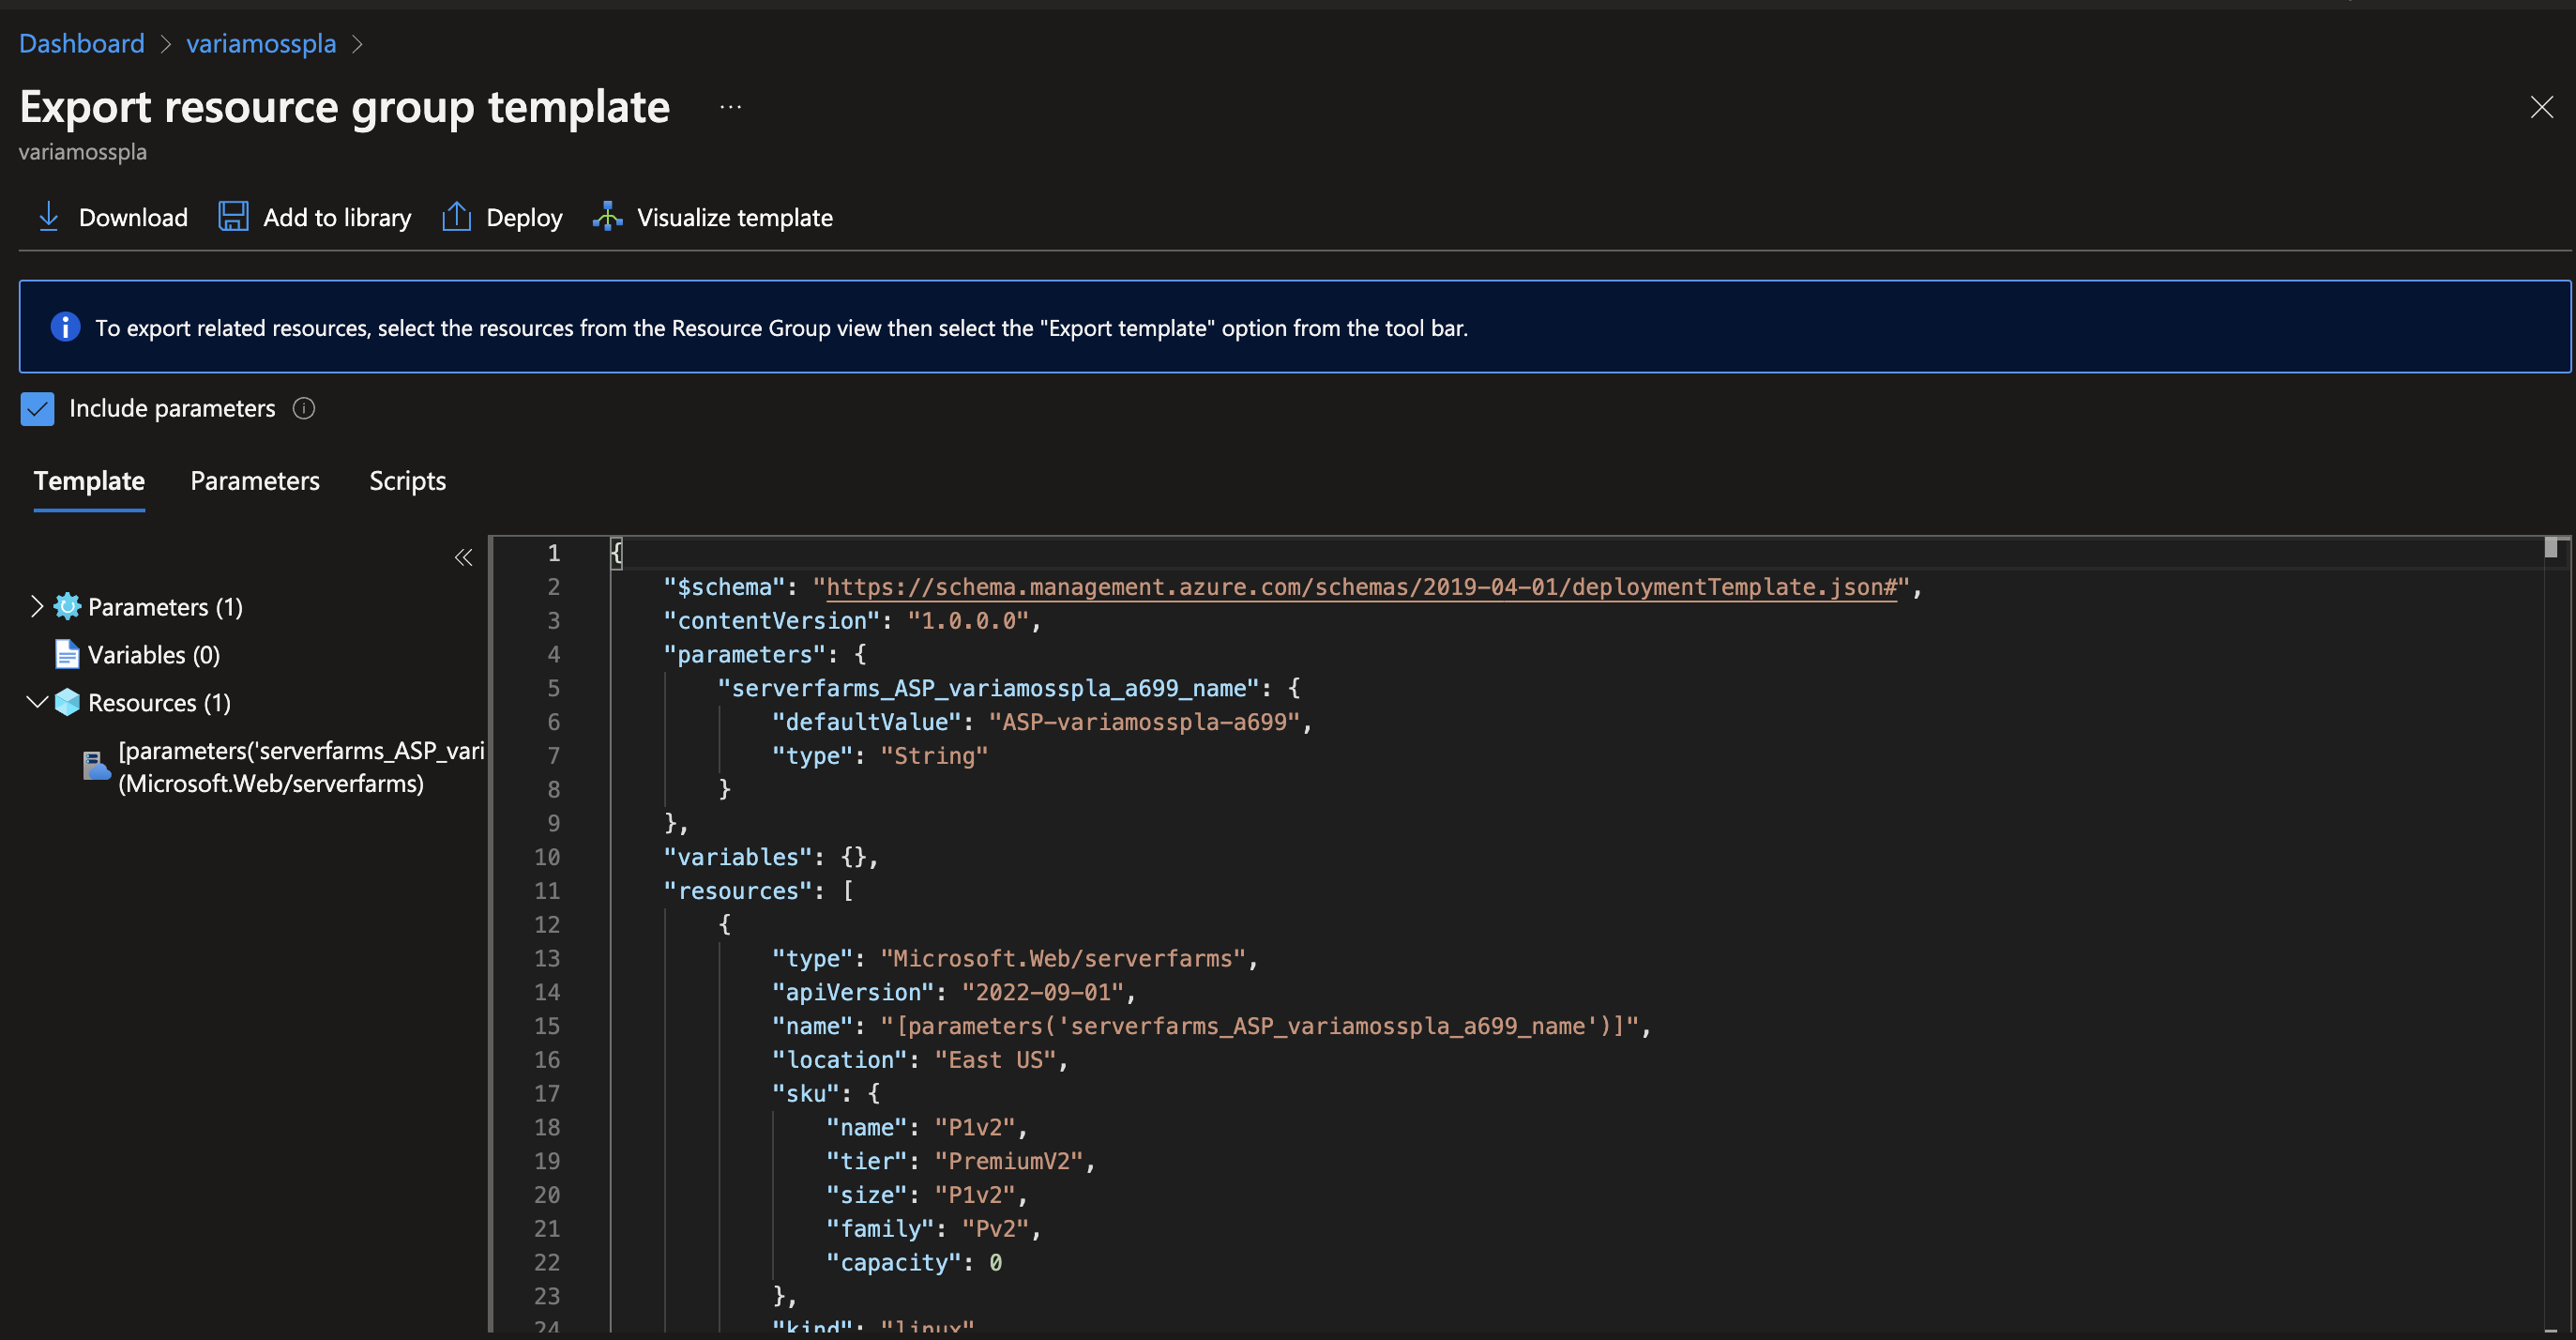 Dashboard > variamosspla >
Export resource group template ...
variamosspla
Download Add to library Deploy Visualize template
To export related resources, select the resources from the Resource Group view then select the "Export template" option from the tool bar.
Include parameters
Template Parameters Scripts
Parameters (1)
Variables (0)
Resources (1)
[parameters('serverfarms_ASP_vari
(Microsoft.Web/serverfarms)
1 {
2 "$schema": "https://schema.management.azure.com/schemas/2019-04-01/deploymentTemplate.json#",
3 "contentVersion": "1.0.0.0",
4 "parameters": {
5 "serverfarms_ASP_variamosspla_a699_name": {
6 "defaultValue": "ASP-variamosspla-a699",
7 "type": "String"
8 }
9 },
10 "variables": {},
11 "resources": [
12 {
13 "type": "Microsoft.Web/serverfarms",
14 "apiVersion": "2022-09-01",
15 "name": "[parameters('serverfarms_ASP_variamosspla_a699_name')]",
16 "location": "East US",
17 "sku": {
18 "name": "P1v2",
19 "tier": "PremiumV2",
20 "size": "P1v2",
21 "family": "Pv2",
22 "capacity": 0
23 },
24 "kind": "linux"